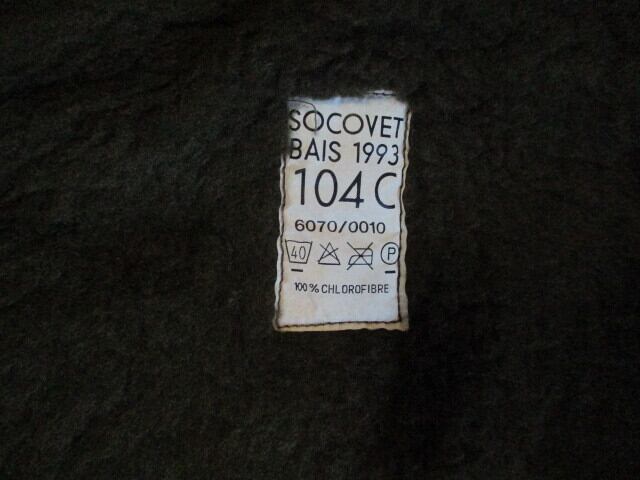 SOCOVET
BAIS 1993
104 C
6070/0010
40 P
100% CHLOROFIBRE